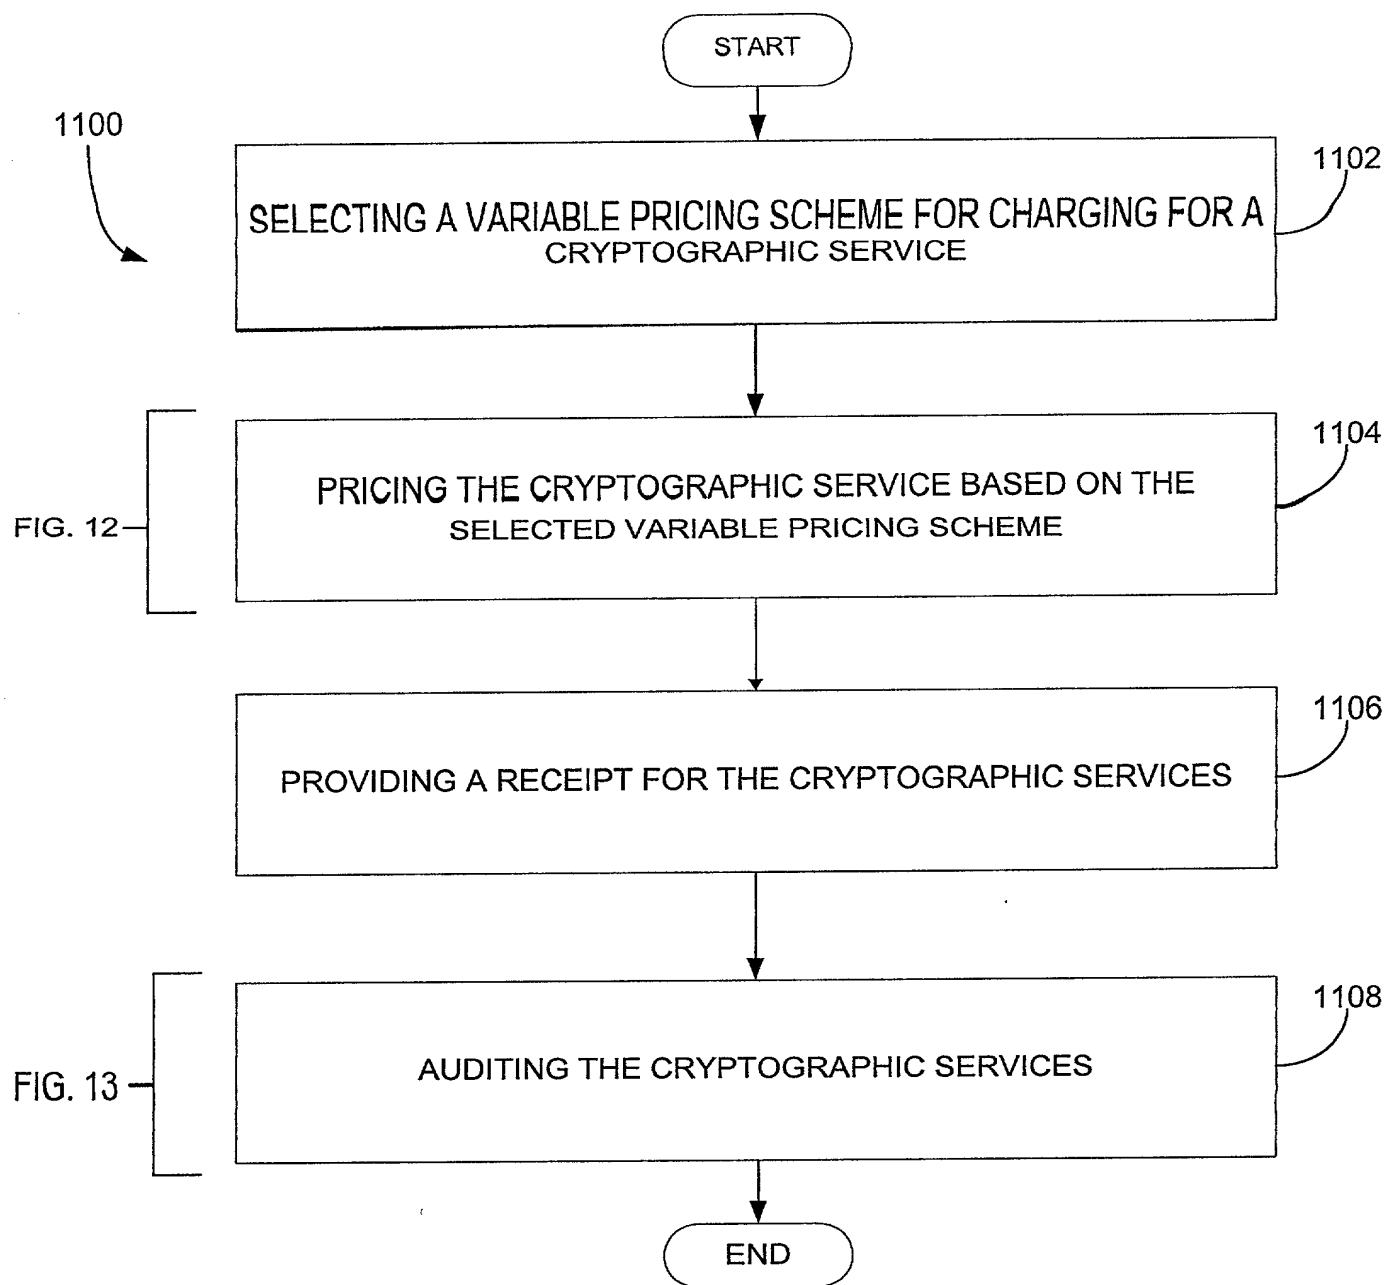 START
1100
1102
SELECTING A VARIABLE PRICING SCHEME FOR CHARGING FOR A
CRYPTOGRAPHIC SERVICE
1104
FIG. 12
PRICING THE CRYPTOGRAPHIC SERVICE BASED ON THE
SELECTED VARIABLE PRICING SCHEME
1106
PROVIDING A RECEIPT FOR THE CRYPTOGRAPHIC SERVICES
1108
FIG. 13
AUDITING THE CRYPTOGRAPHIC SERVICES
END